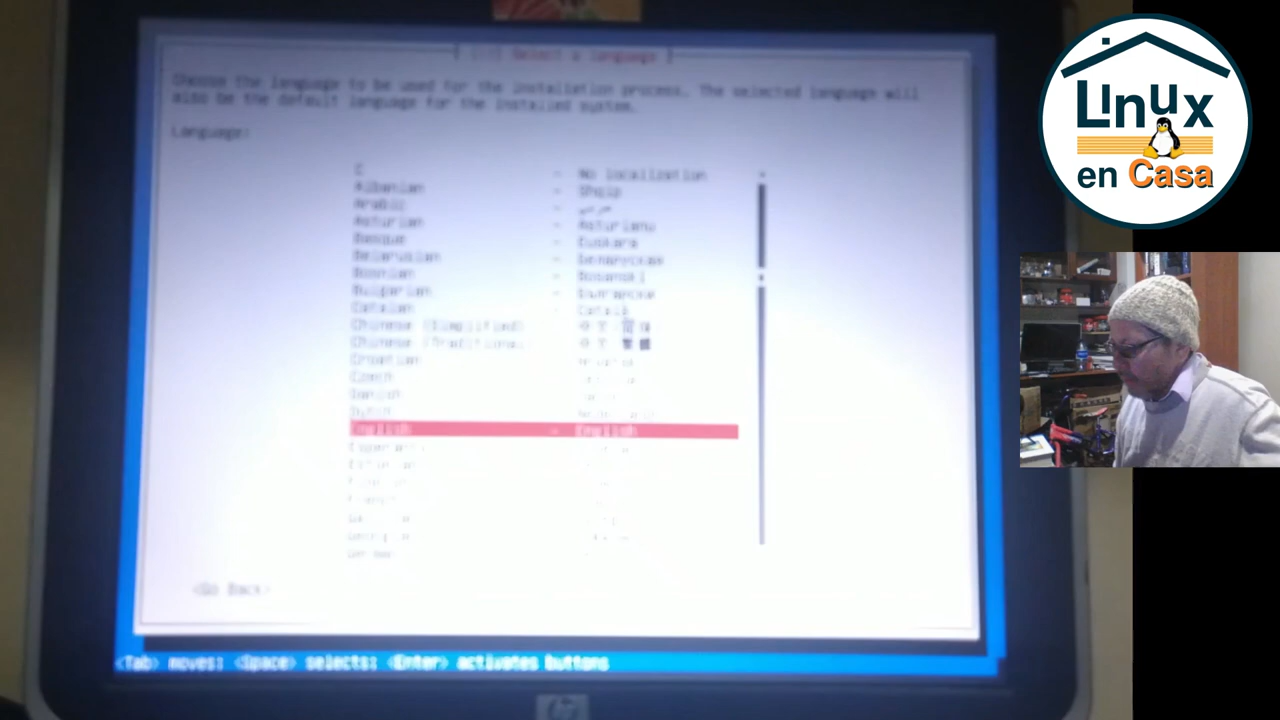 Select a language
Choose the language to be used for the installation process. The selected language will
also be the default language for the installed system.
Language:
C - No localization
Albanian - Shqip
Arabic - عربي
Asturian - Asturianu
Basque - Euskara
Belarusian - Беларуская
Bosnian - Bosanski
Bulgarian - Български
Catalan - Català
Chinese (Simplified)
Chinese (Traditional)
Croatian
Czech
Danish
Dutch
English - English
<Go Back>
<Tab> moves; <Space> selects; <Enter> activates buttons
hp
Linux
en Casa